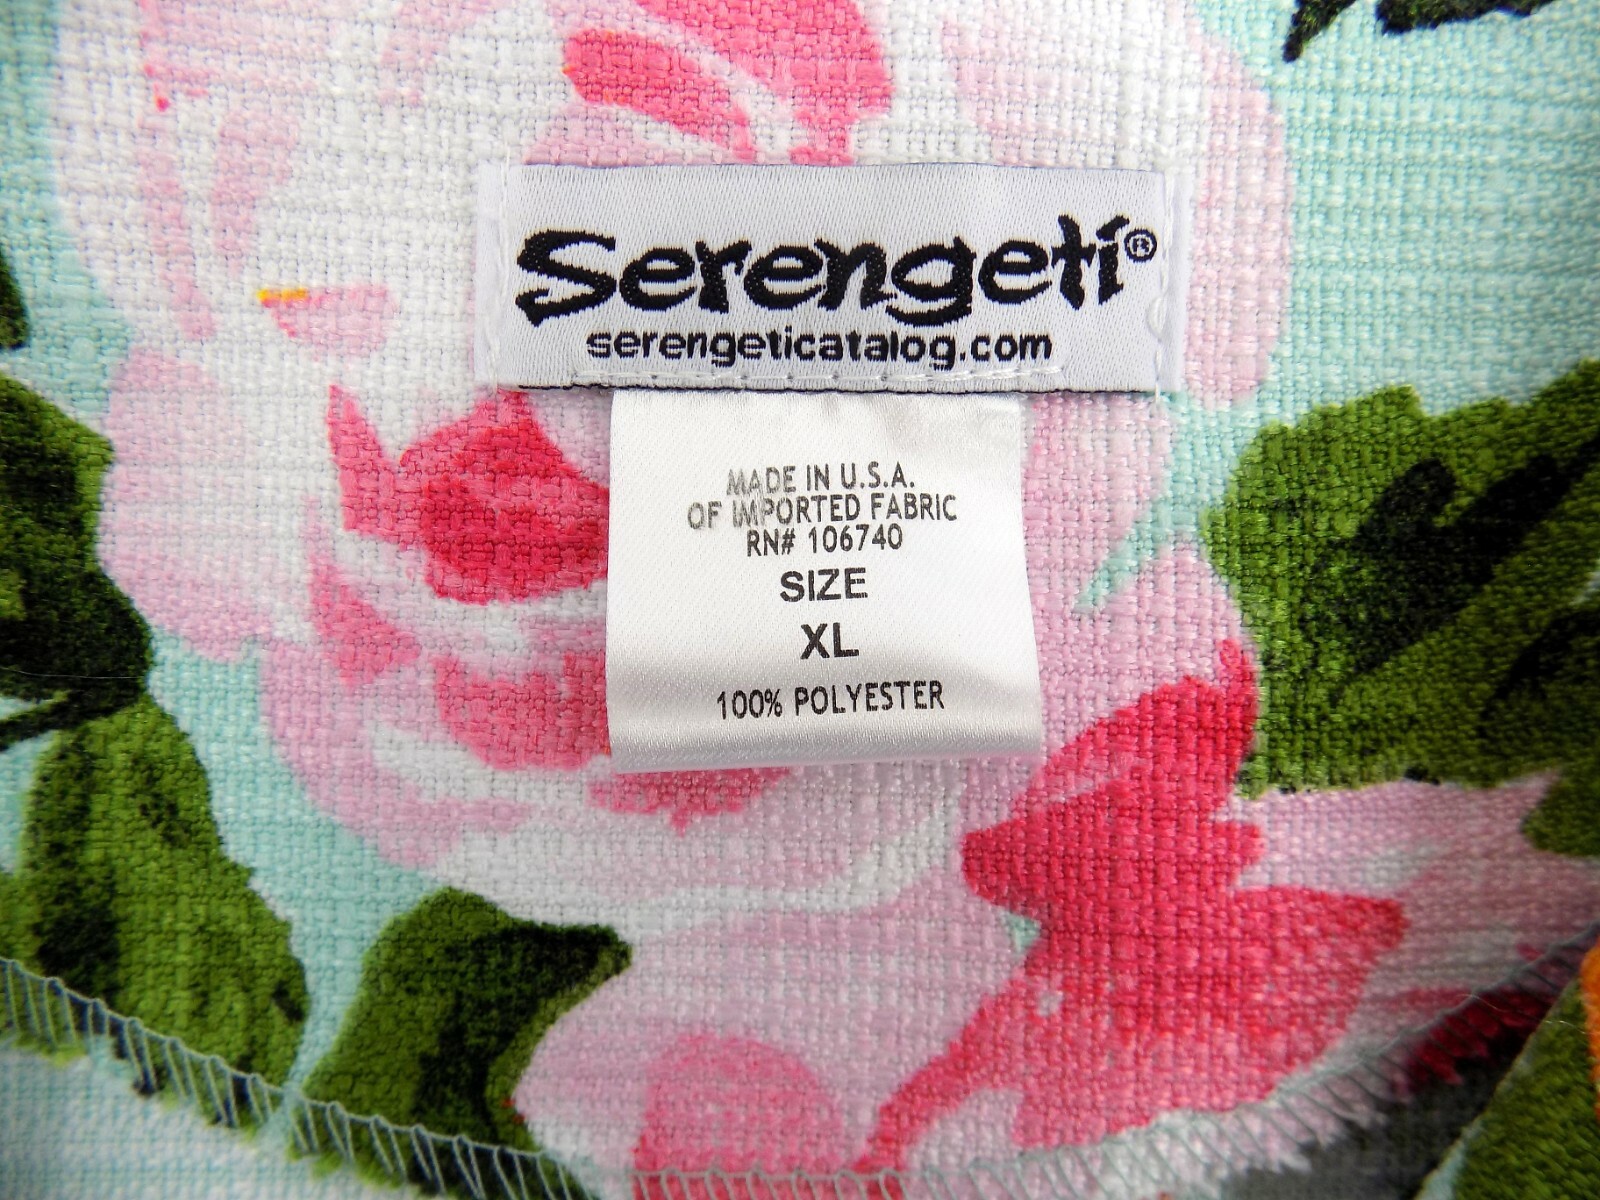 Serengeti®
serengeticatalog.com
MADE IN U.S.A.
OF IMPORTED FABRIC
RN# 106740
SIZE
XL
100% POLYESTER